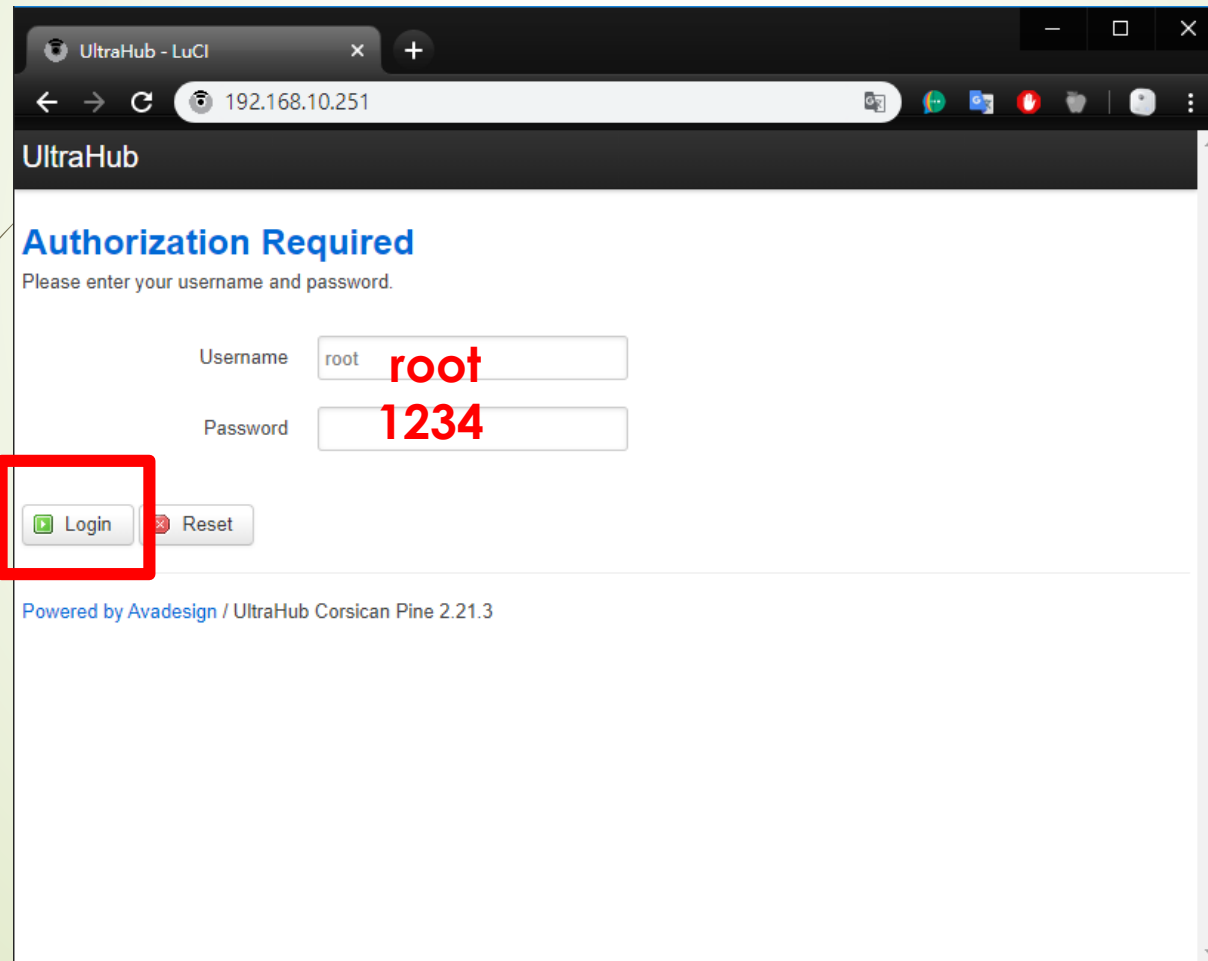 UltraHub - LuCI
192.168.10.251
UltraHub
Authorization Required
Please enter your username and password.
Username root root
Password 1234
Login Reset
Powered by Avadesign / UltraHub Corsican Pine 2.21.3